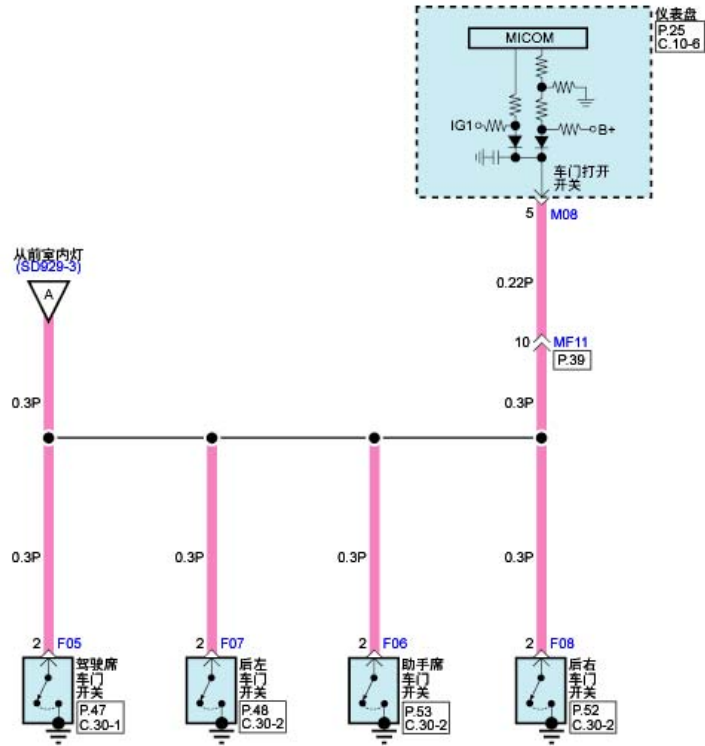 仪表盘
P.25
C.10-6
MICOM
IG1
B+
车门打开
开关
5 M08
从前室内灯
(SD929-3)
A
0.22P
10 MF11
P.39
0.3P
0.3P
0.3P
0.3P
0.3P
0.3P
2 F05
驾驶席
车门
开关
P.47
C.30-1
2 F07
后左
车门
开关
P.48
C.30-2
2 F06
助手席
车门
开关
P.53
C.30-2
2 F08
后右
车门
开关
P.52
C.30-2